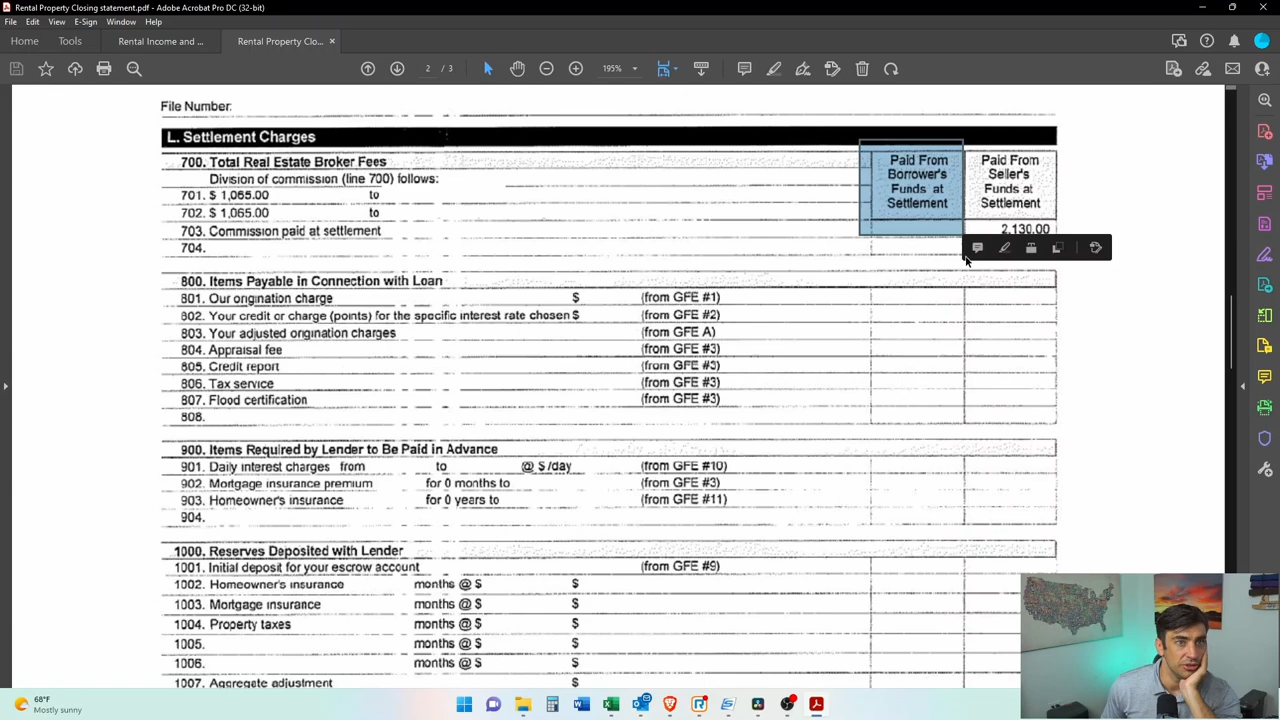 Rental Property Closing statement.pdf - Adobe Acrobat Pro DC (32-bit)
File Edit View E-Sign Window Help
Home Tools Rental Income and ... Rental Property Clo... ×
2 / 3 195%
File Number:
L. Settlement Charges
700. Total Real Estate Broker Fees
Paid From Borrower's Funds at Settlement
Paid From Seller's Funds at Settlement
Division of commission (line 700) follows:
701. $ 1,065.00 to
702. $ 1,065.00 to
703. Commission paid at settlement 2,130.00
704.
800. Items Payable in Connection with Loan
801. Our origination charge $ (from GFE #1)
802. Your credit or charge (points) for the specific interest rate chosen $ (from GFE #2)
803. Your adjusted origination charges (from GFE A)
804. Appraisal fee (from GFE #3)
805. Credit report (from GFE #3)
806. Tax service (from GFE #3)
807. Flood certification (from GFE #3)
808.
900. Items Required by Lender to Be Paid in Advance
901. Daily interest charges from to @ $ /day (from GFE #10)
902. Mortgage insurance premium for 0 months to (from GFE #3)
903. Homeowner's insurance for 0 years to (from GFE #11)
904.
1000. Reserves Deposited with Lender
1001. Initial deposit for your escrow account (from GFE #9)
1002. Homeowner's insurance months @ $ $
1003. Mortgage insurance months @ $ $
1004. Property taxes months @ $ $
1005. months @ $ $
1006. months @ $ $
1007. Aggregate adjustment $
68°F
Mostly sunny